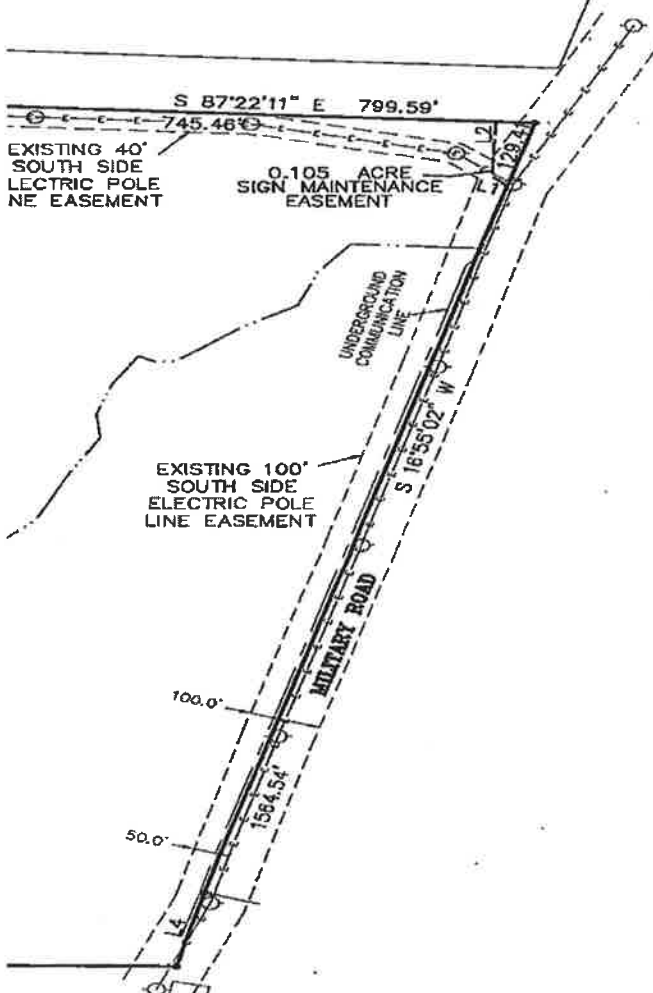 S 87°22'11" E 799.59'
745.46'
EXISTING 40'
SOUTH SIDE
LECTRIC POLE
NE EASEMENT
L2
129.41
0.105 ACRE
SIGN MAINTENANCE
EASEMENT
L1
UNDERGROUND
COMMUNICATION
LINE
S 16°55'02" W
EXISTING 100'
SOUTH SIDE
ELECTRIC POLE
LINE EASEMENT
MILITARY ROAD
100.0'
1564.54'
50.0'
L4